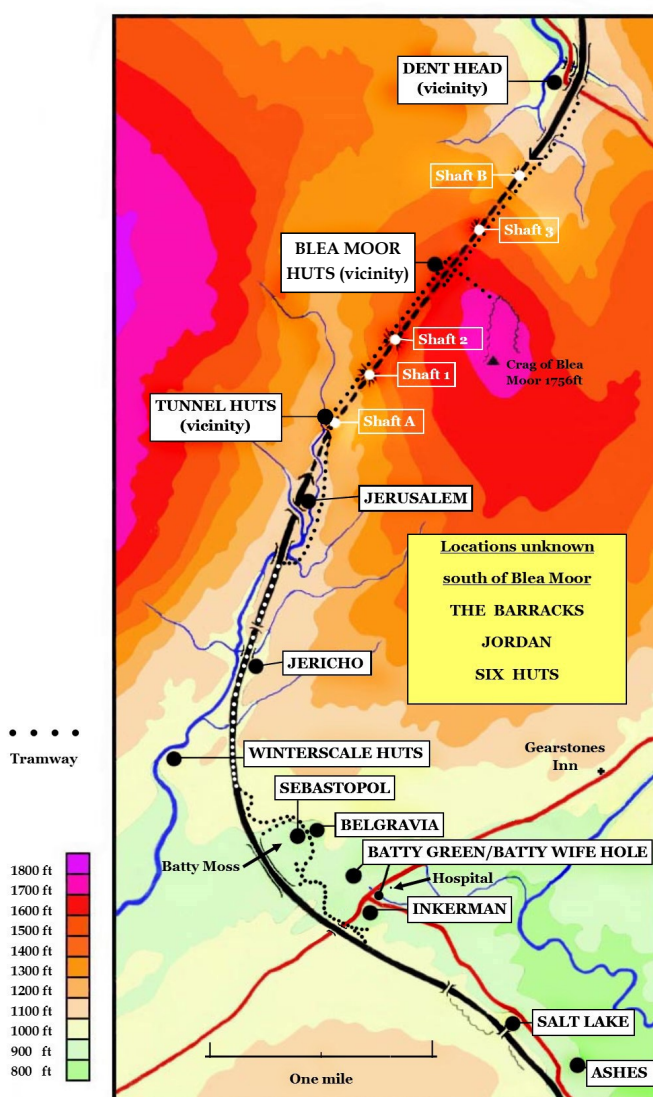 DENT HEAD
(vicinity)
Shaft B
Shaft 3
BLEA MOOR
HUTS (vicinity)
Shaft 2
Crag of Blea
Moor 1756ft
Shaft 1
TUNNEL HUTS
(vicinity)
Shaft A
JERUSALEM
Locations unknown
south of Blea Moor
THE BARRACKS
JORDAN
SIX HUTS
JERICHO
Tramway
WINTERSCALE HUTS
Gearstones
Inn
SEBASTOPOL
BELGRAVIA
Batty Moss
BATTY GREEN/BATTY WIFE HOLE
Hospital
INKERMAN
1800 ft
1700 ft
1600 ft
1500 ft
1400 ft
1300 ft
1200 ft
1100 ft
1000 ft
900 ft
800 ft
SALT LAKE
ASHES
One mile